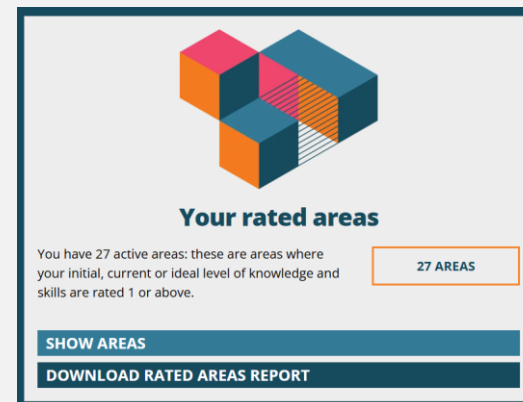 Your rated areas
You have 27 active areas: these are areas where
your initial, current or ideal level of knowledge and
skills are rated 1 or above.
27 AREAS
SHOW AREAS
DOWNLOAD RATED AREAS REPORT